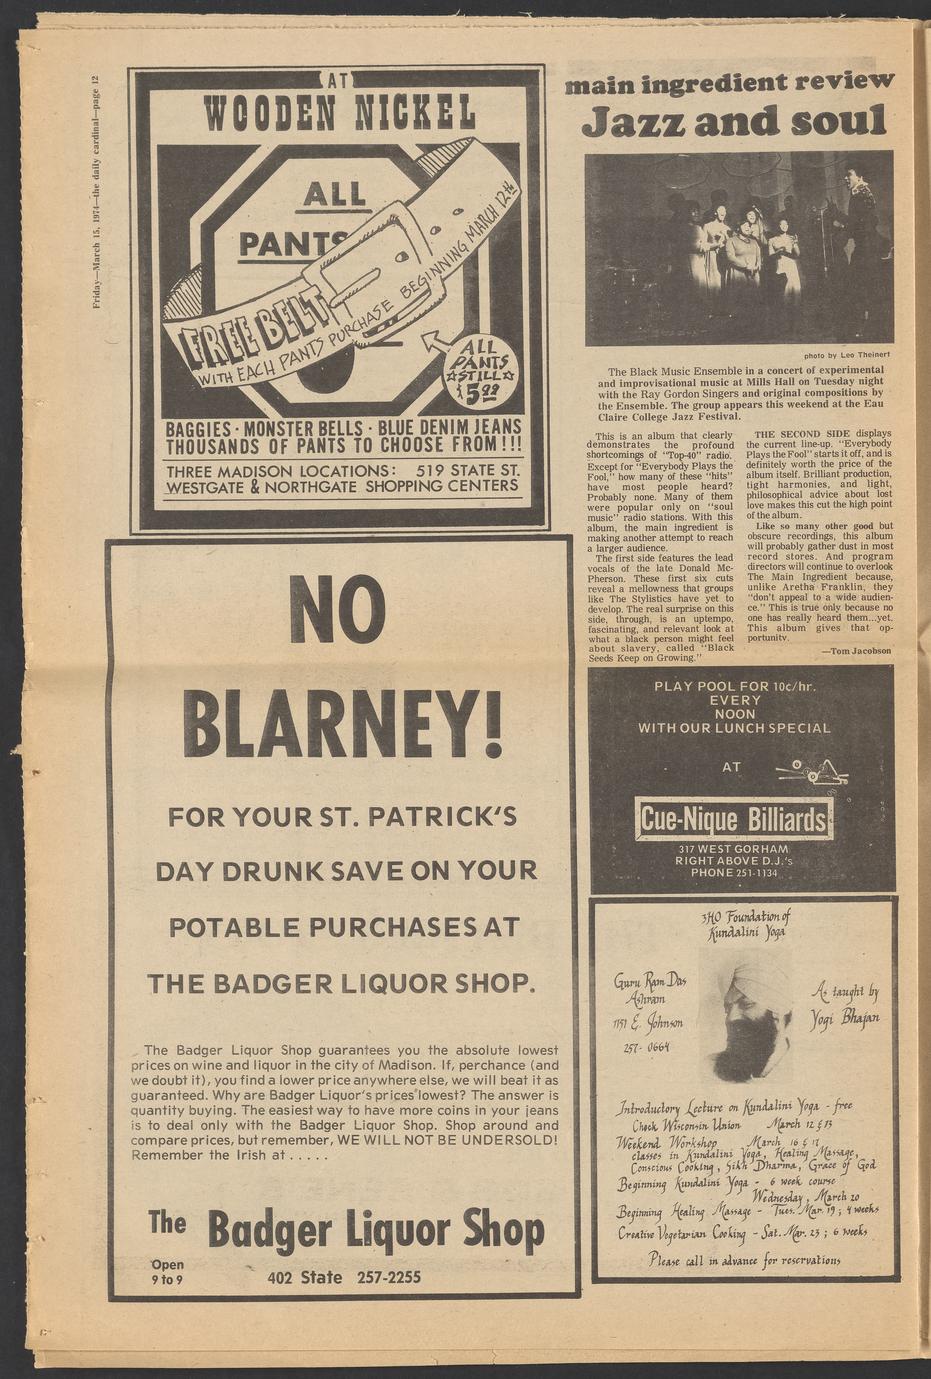 Friday—March 15, 1974—the daily cardinal—page 12
AT
WOODEN NICKEL
ALL
PANTS
FREE BELT
WITH EACH PANTS PURCHASE BEGINNING MARCH 12th
ALL
PANTS
☆STILL☆
$5.99
BAGGIES · MONSTER BELLS · BLUE DENIM JEANS
THOUSANDS OF PANTS TO CHOOSE FROM!!!
THREE MADISON LOCATIONS: 519 STATE ST.
WESTGATE & NORTHGATE SHOPPING CENTERS
NO
BLARNEY!
FOR YOUR ST. PATRICK'S
DAY DRUNK SAVE ON YOUR
POTABLE PURCHASES AT
THE BADGER LIQUOR SHOP.
The Badger Liquor Shop guarantees you the absolute lowest
prices on wine and liquor in the city of Madison. If, perchance (and
we doubt it), you find a lower price anywhere else, we will beat it as
guaranteed. Why are Badger Liquor's prices lowest? The answer is
quantity buying. The easiest way to have more coins in your jeans
is to deal only with the Badger Liquor Shop. Shop around and
compare prices, but remember, WE WILL NOT BE UNDERSOLD!
Remember the Irish at . . . . .
The Badger Liquor Shop
Open
9 to 9
402 State 257-2255
main ingredient review
Jazz and soul
photo by Leo Theinert
The Black Music Ensemble in a concert of experimental
and improvisational music at Mills Hall on Tuesday night
with the Ray Gordon Singers and original compositions by
the Ensemble. The group appears this weekend at the Eau
Claire College Jazz Festival.
This is an album that clearly
demonstrates the profound
shortcomings of "Top-40" radio.
Except for "Everybody Plays the
Fool," how many of these "hits"
have most people heard?
Probably none. Many of them
were popular only on "soul
music" radio stations. With this
album, the main ingredient is
making another attempt to reach
a larger audience.
The first side features the lead
vocals of the late Donald Mc-
Pherson. These first six cuts
reveal a mellowness that groups
like The Stylistics have yet to
develop. The real surprise on this
side, through, is an uptempo,
fascinating, and relevant look at
what a black person might feel
about slavery, called "Black
Seeds Keep on Growing."
THE SECOND SIDE displays
the current line-up. "Everybody
Plays the Fool" starts it off, and is
definitely worth the price of the
album itself. Brilliant production,
tight harmonies, and light,
philosophical advice about lost
love makes this cut the high point
of the album.
Like so many other good but
obscure recordings, this album
will probably gather dust in most
record stores. And program
directors will continue to overlook
The Main Ingredient because,
unlike Aretha Franklin, they
"don't appeal to a wide audien-
ce." This is true only because no
one has really heard them...yet.
This album gives that op-
portunity.
—Tom Jacobson
PLAY POOL FOR 10¢/hr.
EVERY
NOON
WITH OUR LUNCH SPECIAL
AT
Cue-Nique Billiards
317 WEST GORHAM
RIGHT ABOVE D.J.'s
PHONE 251-1134
3HO Foundation of
Kundalini Yoga
Guru Ram Das
Ashram
1151 E. Johnson
257-0664
As taught by
Yogi Bhajan
Introductory Lecture on Kundalini Yoga - free
Check Wisconsin Union March 12 & 13
Weekend Workshop March 16 & 17
classes in Kundalini Yoga, Healing Massage,
Conscious Cooking, Sikh Dharma, Grace of God
Beginning Kundalini Yoga - 6 week course
Wednesday, March 20
Beginning Healing Massage - Tues. Mar. 19; 4 weeks
Creative Vegetarian Cooking - Sat. Mar. 23; 6 weeks
Please call in advance for reservations